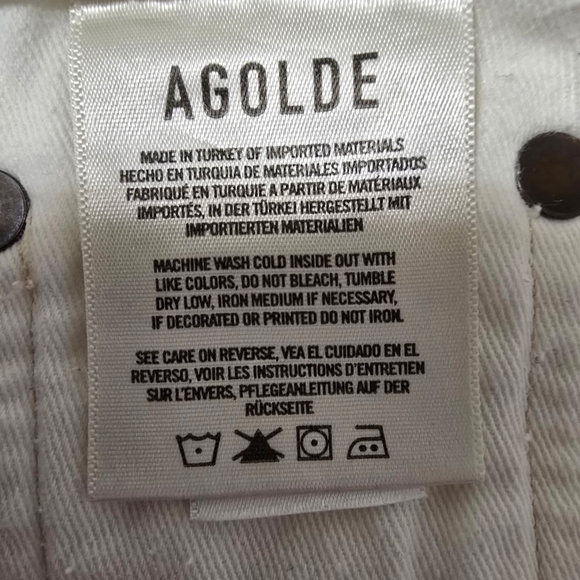 AGOLDE
MADE IN TURKEY OF IMPORTED MATERIALS
HECHO EN TURQUIA DE MATERIALES IMPORTADOS
FABRIQUÉ EN TURQUIE A PARTIR DE MATÉRIAUX
IMPORTÉS, IN DER TÜRKEI HERGESTELLT MIT
IMPORTIERTEN MATERIALIEN
MACHINE WASH COLD INSIDE OUT WITH
LIKE COLORS, DO NOT BLEACH, TUMBLE
DRY LOW, IRON MEDIUM IF NECESSARY,
IF DECORATED OR PRINTED DO NOT IRON.
SEE CARE ON REVERSE, VEA EL CUIDADO EN EL
REVERSO, VOIR LES INSTRUCTIONS D'ENTRETIEN
SUR L'ENVERS, PFLEGEANLEITUNG AUF DER
RÜCKSEITE